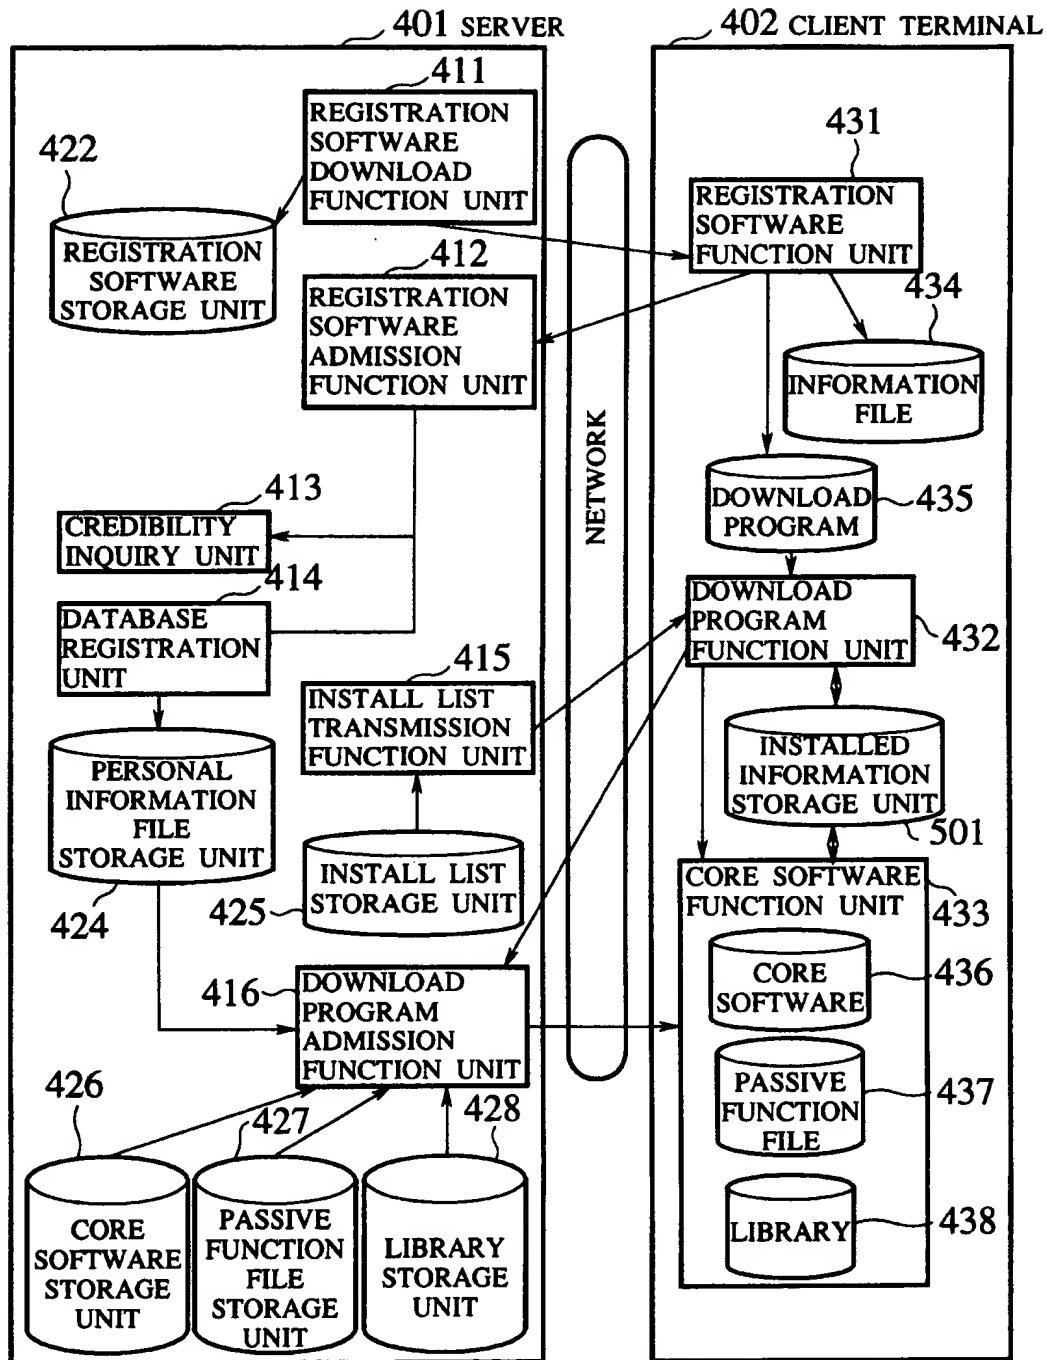 401 SERVER
402 CLIENT TERMINAL
411
REGISTRATION
SOFTWARE
DOWNLOAD
FUNCTION UNIT
422
REGISTRATION
SOFTWARE
STORAGE UNIT
412
REGISTRATION
SOFTWARE
ADMISSION
FUNCTION UNIT
413
CREDIBILITY
INQUIRY UNIT
414
DATABASE
REGISTRATION
UNIT
415
INSTALL LIST
TRANSMISSION
FUNCTION UNIT
PERSONAL
INFORMATION
FILE
STORAGE UNIT
424
INSTALL LIST
STORAGE UNIT
425
416
DOWNLOAD
PROGRAM
ADMISSION
FUNCTION UNIT
426
CORE
SOFTWARE
STORAGE
UNIT
427
PASSIVE
FUNCTION
FILE
STORAGE
UNIT
428
LIBRARY
STORAGE
UNIT
NETWORK
431
REGISTRATION
SOFTWARE
FUNCTION UNIT
434
INFORMATION
FILE
DOWNLOAD
PROGRAM
435
DOWNLOAD
PROGRAM
FUNCTION UNIT
432
INSTALLED
INFORMATION
STORAGE UNIT
501
CORE SOFTWARE
FUNCTION UNIT
433
CORE
SOFTWARE
436
PASSIVE
FUNCTION
FILE
437
LIBRARY
438